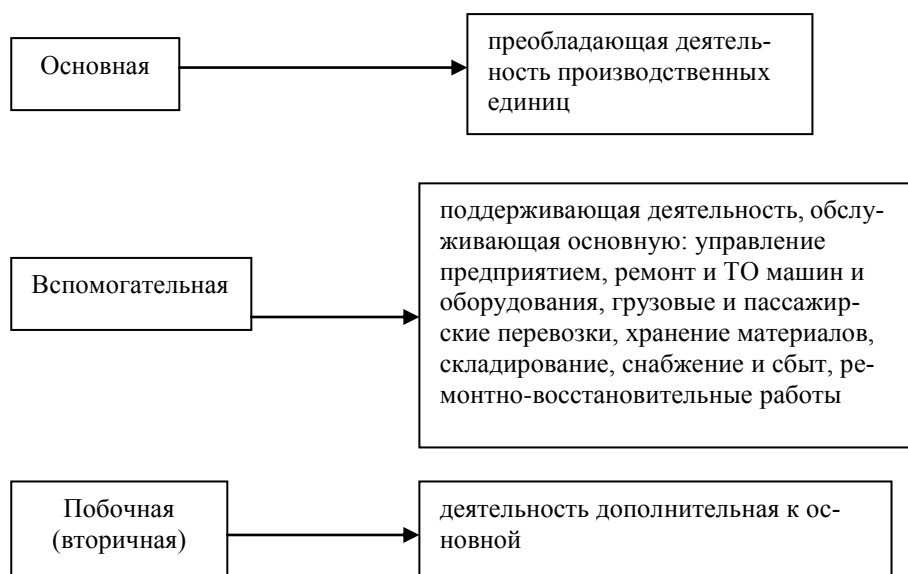 Основная
преобладающая деятель-
ность производственных
единиц
Вспомогательная
поддерживающая деятельность, обслу-
живающая основную: управление
предприятием, ремонт и ТО машин и
оборудования, грузовые и пассажир-
ские перевозки, хранение материалов,
складирование, снабжение и сбыт, ре-
монтно-восстановительные работы
Побочная
(вторичная)
деятельность дополнительная к ос-
новной